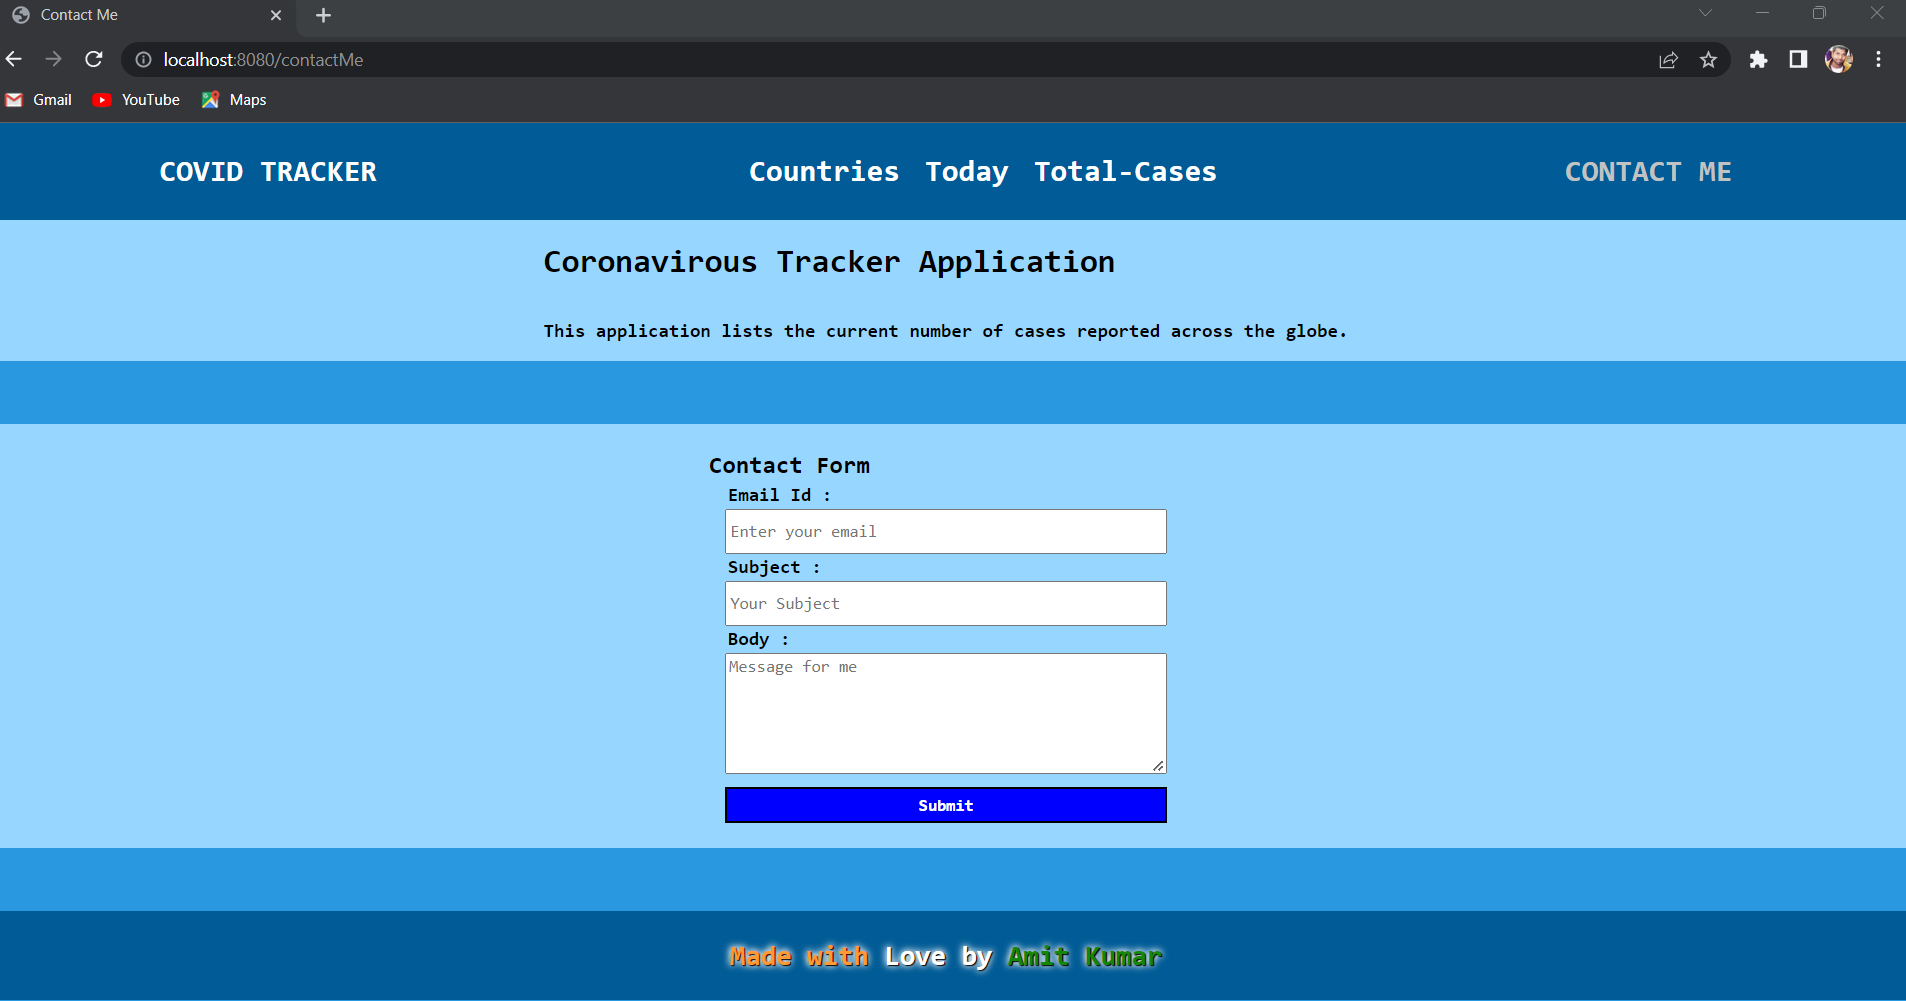 Contact Me
localhost:8080/contactMe
Gmail YouTube Maps
COVID TRACKER Countries Today Total-Cases CONTACT ME
Coronavirous Tracker Application
This application lists the current number of cases reported across the globe.
Contact Form
Email Id :
Enter your email
Subject :
Your Subject
Body :
Message for me
Submit
Made with Love by Amit Kumar